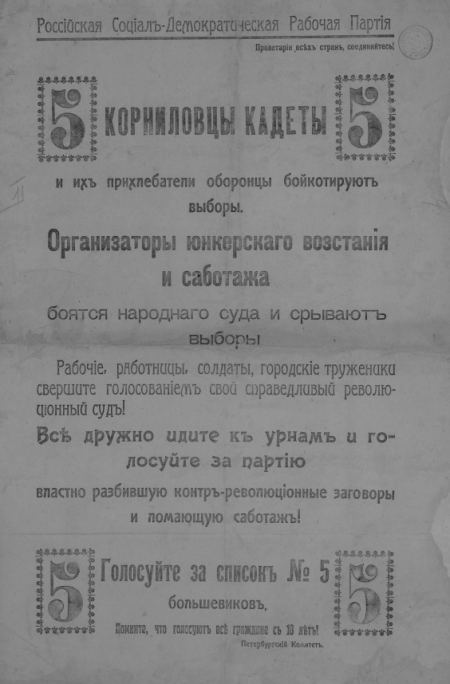 Россійская Соціалъ-Демократическая Рабочая Партія
Пролетаріи всѣхъ странъ, соединяйтесь!
5 КОРНИЛОВЦЫ КАДЕТЫ 5
и ихъ прихлебатели оборонцы бойкотируютъ
выборы.
Организаторы юнкерскаго возстанія
и саботажа
боятся народнаго суда и срываютъ
выборы
Рабочіе, работницы, солдаты, городскіе труженики
свершите голосованіемъ свой справедливый револю-
ціонный судъ!
Всѣ дружно идите къ урнамъ и го-
лосуйте за партію
властно разбившую контръ-революціонные заговоры
и ломающую саботажъ!
5 Голосуйте за списокъ № 5 5
большевиковъ,
Помните, что голосуютъ всѣ граждане съ 18 лѣтъ!
Петербургскій Комитетъ.